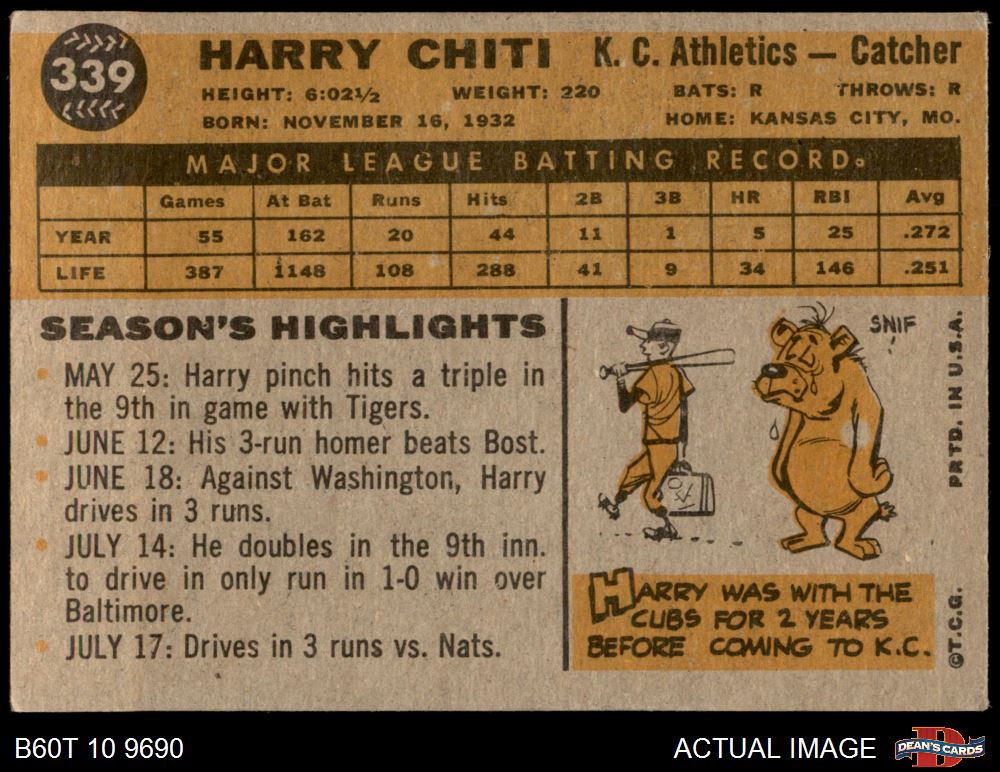 339
HARRY CHITI K. C. Athletics — Catcher
HEIGHT: 6:02½ WEIGHT: 220 BATS: R THROWS: R
BORN: NOVEMBER 16, 1932 HOME: KANSAS CITY, MO.
MAJOR LEAGUE BATTING RECORD
Games At Bat Runs Hits 2B 3B HR RBI Avg
YEAR 55 162 20 44 11 1 5 25 .272
LIFE 387 1148 108 288 41 9 34 146 .251
SEASON'S HIGHLIGHTS
• MAY 25: Harry pinch hits a triple in
the 9th in game with Tigers.
• JUNE 12: His 3-run homer beats Bost.
• JUNE 18: Against Washington, Harry
drives in 3 runs.
• JULY 14: He doubles in the 9th inn.
to drive in only run in 1-0 win over
Baltimore.
• JULY 17: Drives in 3 runs vs. Nats.
SNIF
HARRY WAS WITH THE
CUBS FOR 2 YEARS
BEFORE COMING TO K.C.
PRTD. IN U.S.A.
©T.C.G.
B60T 10 9690
ACTUAL IMAGE
DEAN'S CARDS